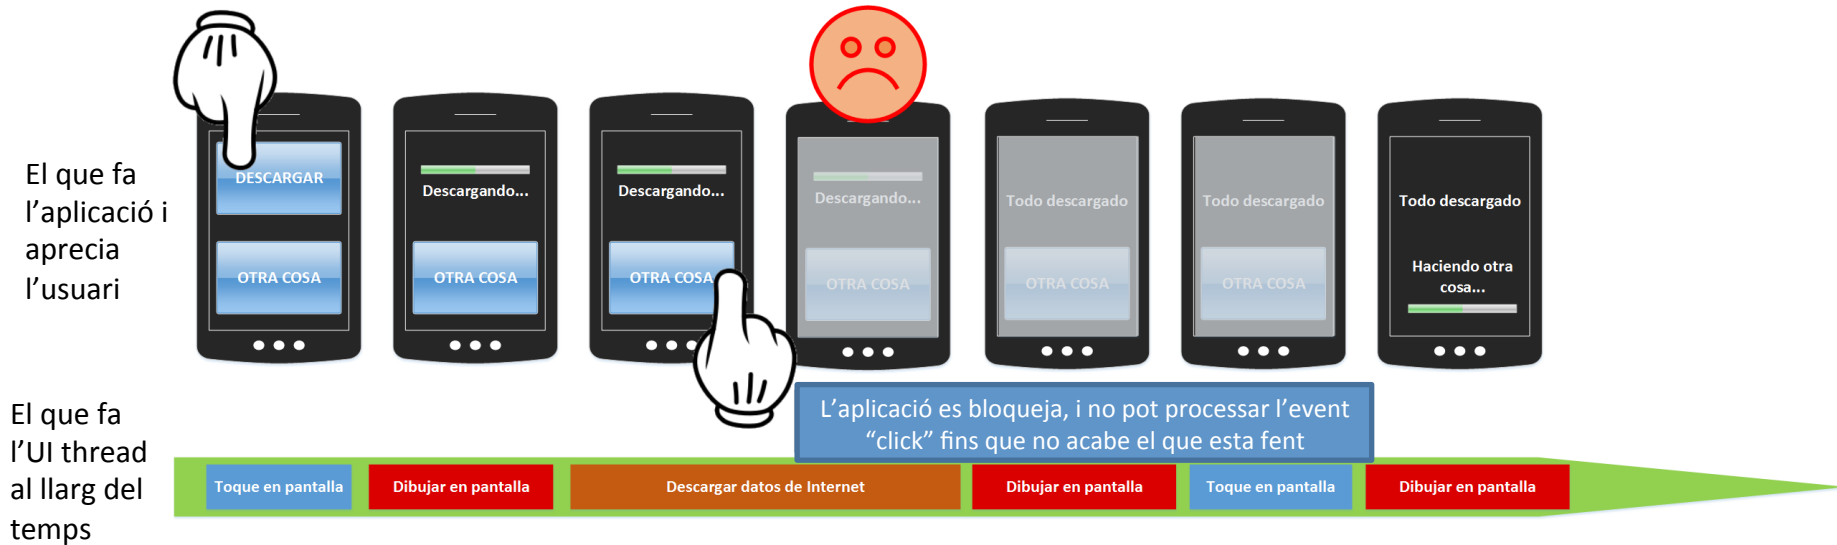 El que fa
l'aplicació i
aprecia
l'usuari
DESCARGAR
OTRA COSA
Descargando...
OTRA COSA
Descargando...
OTRA COSA
Descargando...
OTRA COSA
Todo descargado
OTRA COSA
Todo descargado
OTRA COSA
Todo descargado
Haciendo otra
cosa...
L'aplicació es bloqueja, i no pot processar l'event
"click" fins que no acabe el que esta fent
El que fa
l'UI thread
al llarg del
temps
Toque en pantalla
Dibujar en pantalla
Descargar datos de Internet
Dibujar en pantalla
Toque en pantalla
Dibujar en pantalla